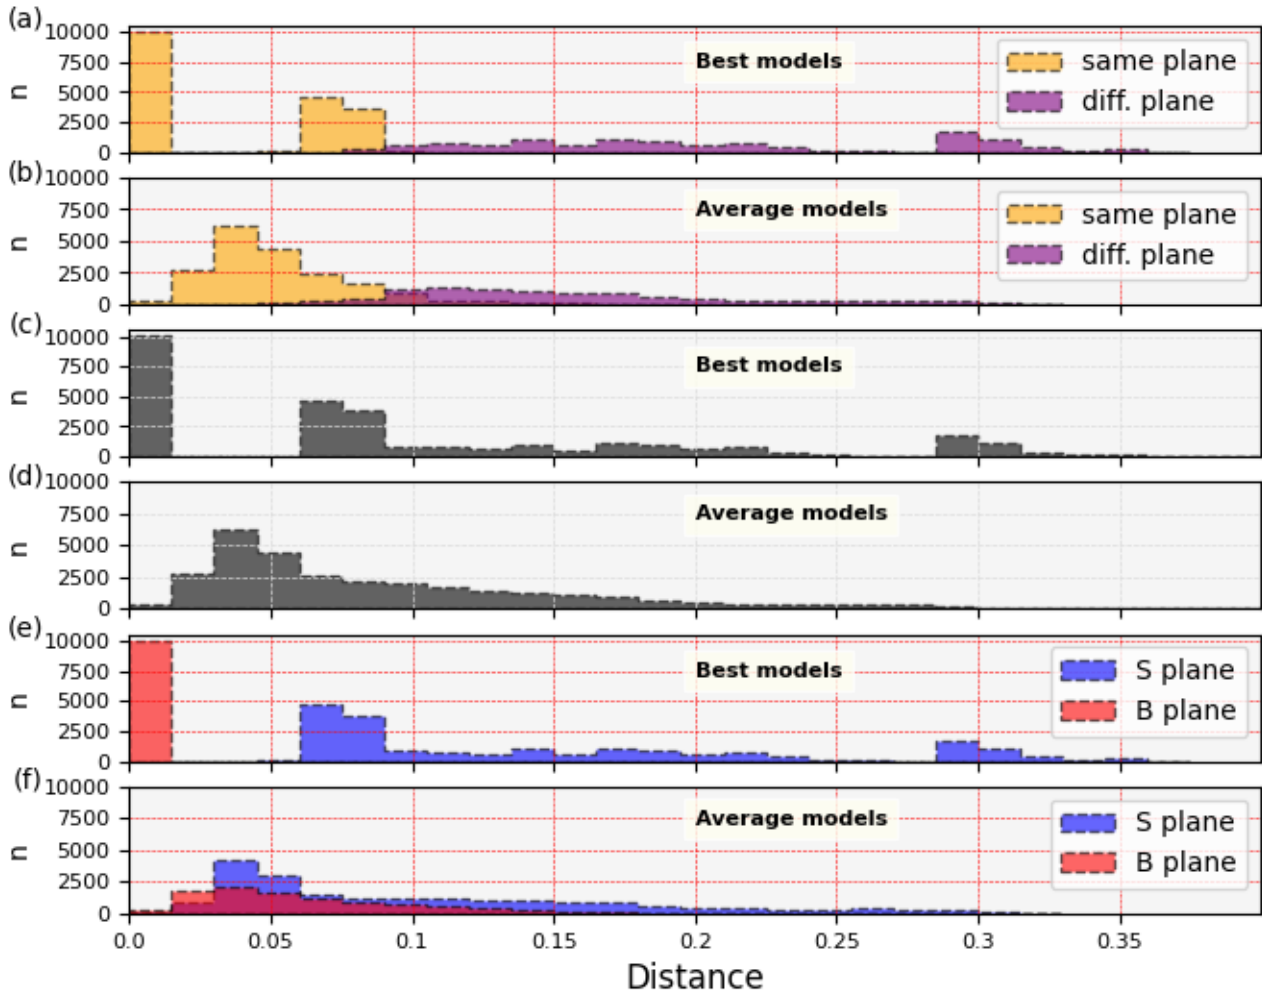 (a)
10000
7500
5000
2500
0
n
Best models
same plane
diff. plane
(b)
10000
7500
5000
2500
0
n
Average models
same plane
diff. plane
(c)
10000
7500
5000
2500
0
n
Best models
(d)
10000
7500
5000
2500
0
n
Average models
(e)
10000
7500
5000
2500
0
n
Best models
S plane
B plane
(f)
10000
7500
5000
2500
0
n
Average models
S plane
B plane
0.0 0.05 0.1 0.15 0.2 0.25 0.3 0.35
Distance